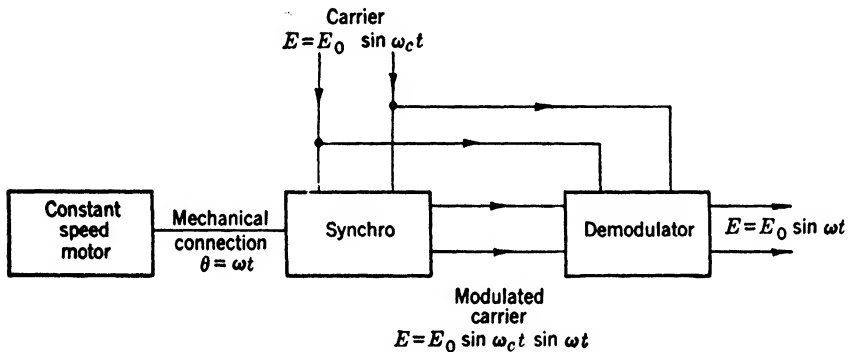 Carrier
E=E₀ sin ω_c t
Constant
speed
motor
Mechanical
connection
θ = ωt
Synchro
Demodulator
E=E₀ sin ωt
Modulated
carrier
E=E₀ sin ω_c t sin ωt